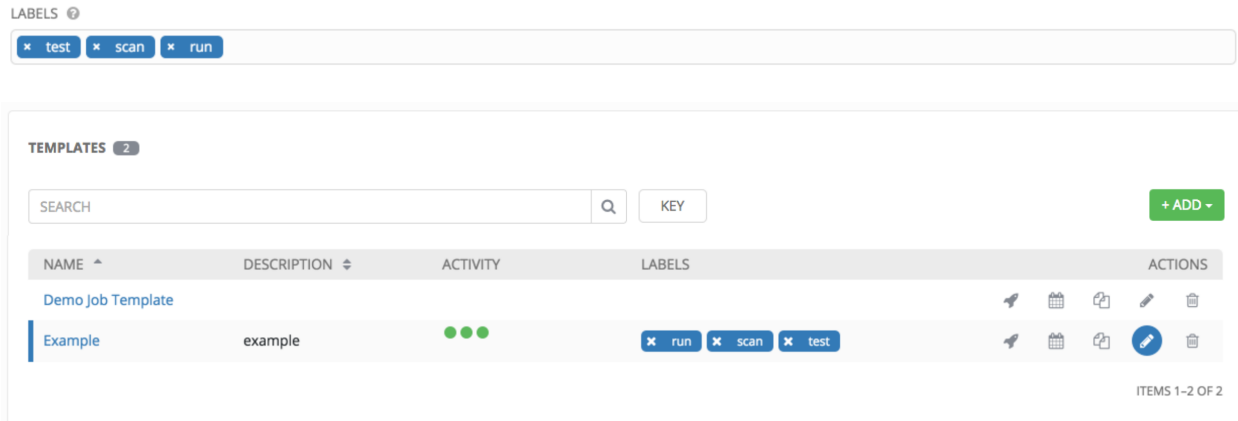 LABELS ?
× test × scan × run
TEMPLATES 2
SEARCH KEY + ADD
NAME DESCRIPTION ACTIVITY LABELS ACTIONS
Demo Job Template
Example example × run × scan × test
ITEMS 1–2 OF 2